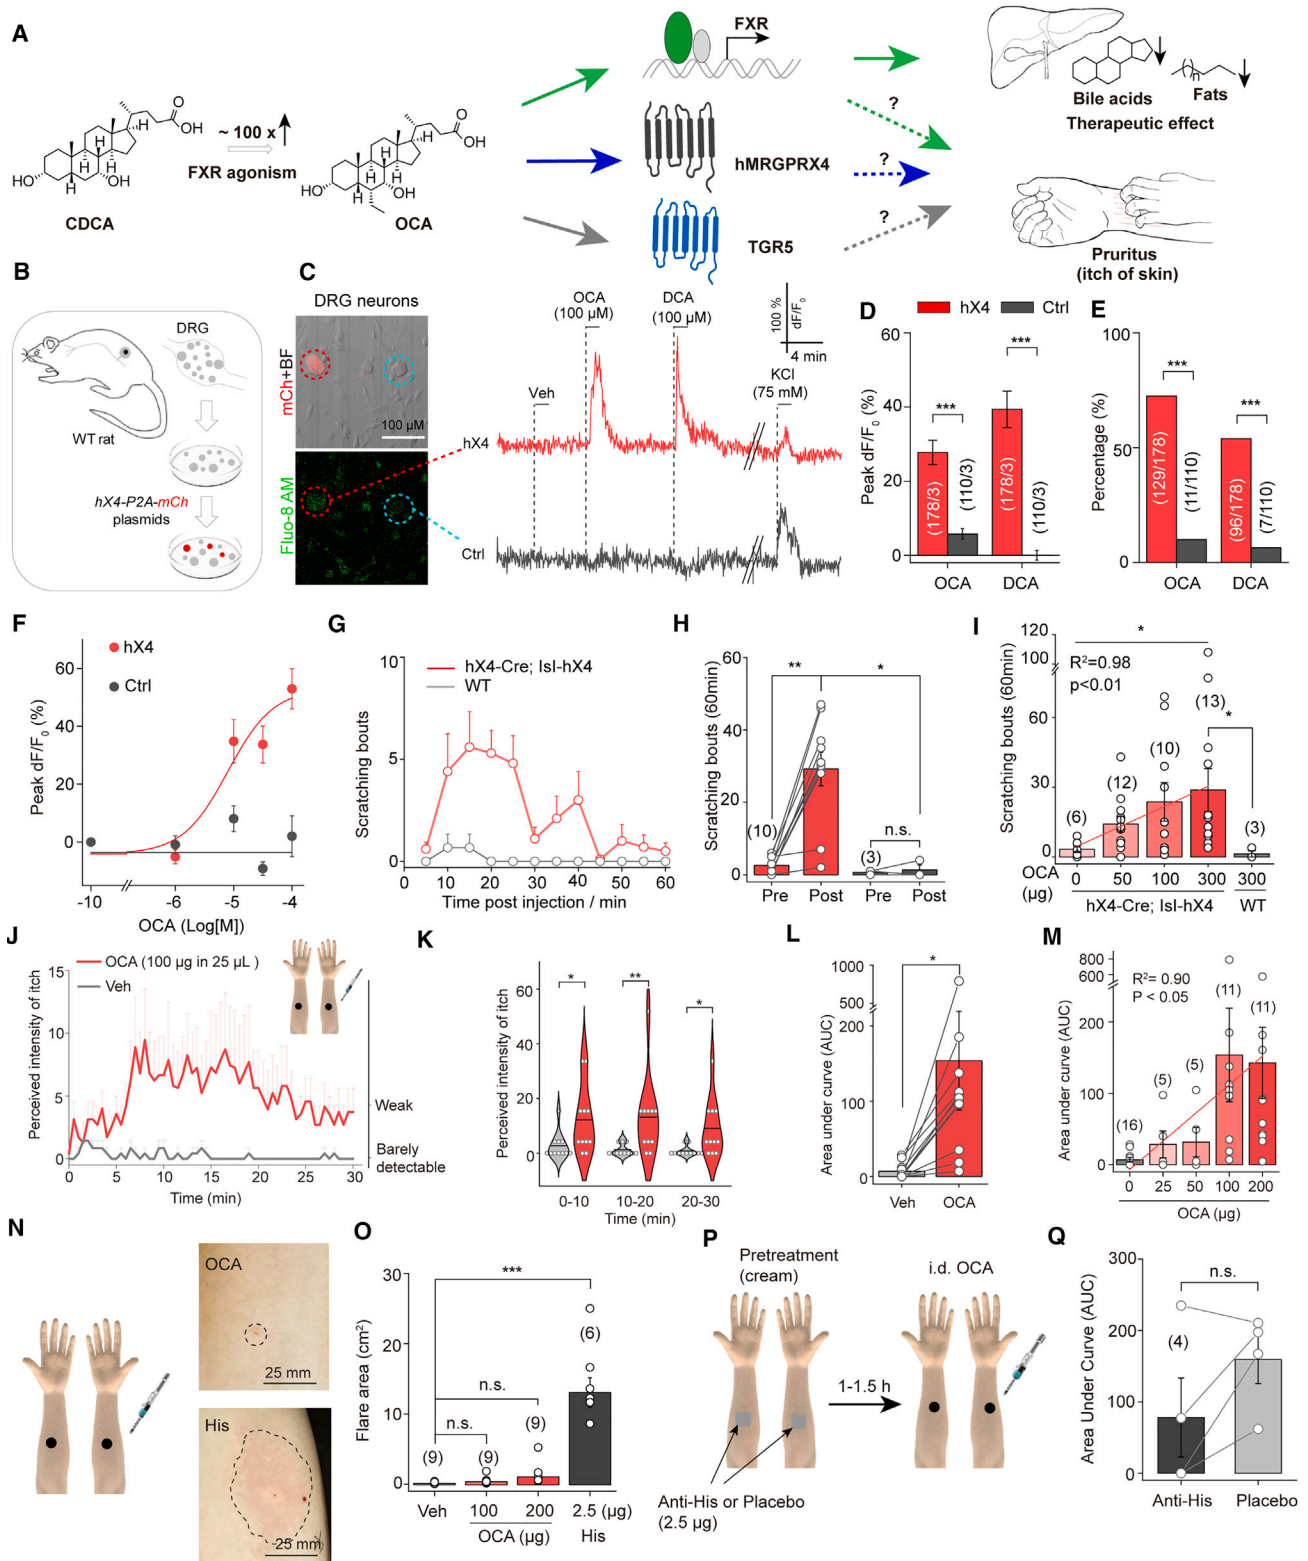 A
CDCA
~ 100 x
FXR agonism
O
OH
H
H
H
H
HO
OH
H
OCA
O
OH
H
H
H
H
HO
OH
FXR
hMRGPRX4
TGR5
?
?
?
n
Bile acids
Fats
Therapeutic effect
Pruritus
(itch of skin)
B
DRG
WT rat
hX4-P2A-mCh
plasmids
C
DRG neurons
mCh+BF
100 µM
Fluo-8 AM
OCA
(100 µM)
DCA
(100 µM)
100 %
dF/F0
4 min
Veh
KCl
(75 mM)
hX4
Ctrl
hX4
Ctrl
D
Peak dF/F0 (%)
60
40
20
0
***
***
(178/3)
(110/3)
(178/3)
(110/3)
OCA
DCA
E
Percentage (%)
100
50
0
***
***
(129/178)
(11/110)
(96/178)
(7/110)
OCA
DCA
F
hX4
Ctrl
Peak dF/F0 (%)
60
40
20
0
-10
-6
-5
-4
OCA (Log[M])
G
hX4-Cre; lsl-hX4
WT
Scratching bouts
10
5
0
0
10
20
30
40
50
60
Time post injection / min
H
Scratching bouts (60min)
60
40
20
0
**
*
n.s.
(10)
(3)
Pre
Post
Pre
Post
I
Scratching bouts (60min)
120
100
60
30
0
*
R2=0.98
p<0.01
(6)
(12)
(10)
(13)
*
(3)
OCA
(µg)
0
50
100
300
300
hX4-Cre; lsl-hX4
WT
J
OCA (100 µg in 25 µL )
Veh
Perceived intensity of itch
15
10
5
0
0
5
10
15
20
25
30
Time (min)
Weak
Barely
detectable
K
Perceived intensity of itch
60
40
20
0
*
**
*
0-10
10-20
20-30
Time (min)
L
Area under curve (AUC)
1000
500
200
100
0
*
Veh
OCA
M
Area under curve (AUC)
800
600
200
100
0
R2= 0.90
P < 0.05
(16)
(5)
(5)
(11)
(11)
0
25
50
100
200
OCA (µg)
N
OCA
25 mm
His
25 mm
O
Flare area (cm2)
30
20
10
0
***
n.s.
n.s.
(9)
(9)
(9)
(6)
Veh
100
200
2.5 (µg)
OCA (µg)
His
P
Pretreatment
(cream)
i.d. OCA
1-1.5 h
Anti-His or Placebo
(2.5 µg)
Q
Area Under Curve (AUC)
300
200
100
0
n.s.
(4)
Anti-His
Placebo